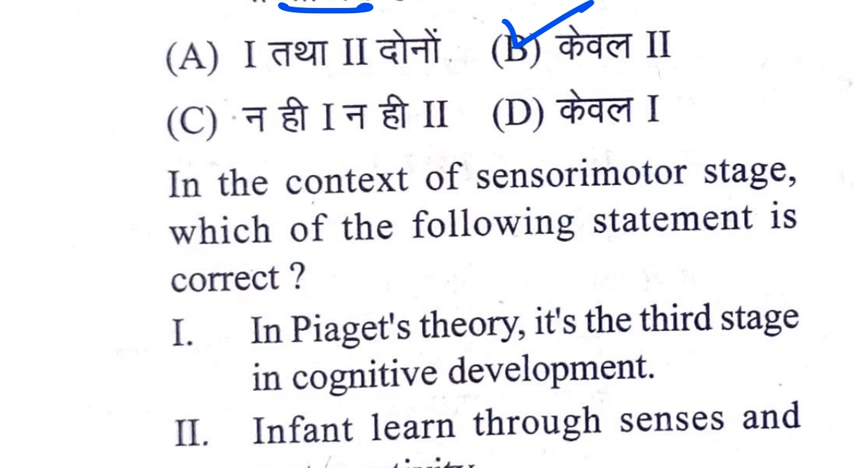 (A) I तथा II दोनों (B) केवल II
(C) न ही I न ही II (D) केवल I
In the context of sensorimotor stage,
which of the following statement is
correct ?
I. In Piaget's theory, it's the third stage
in cognitive development.
II. Infant learn through senses and